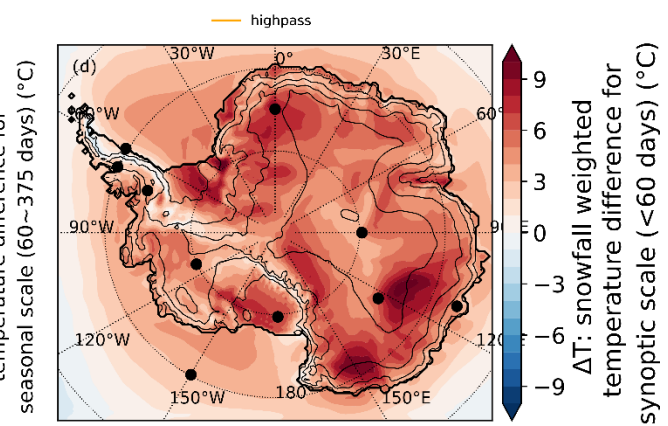 highpass
temperature difference for
seasonal scale (60~375 days) (°C)
(d)
30°W
0°
30°E
60°
90°W
90
120°W
120
150°W
180
150°E
9
6
3
0
−3
−6
−9
ΔT: snowfall weighted
temperature difference for
synoptic scale (<60 days) (°C)